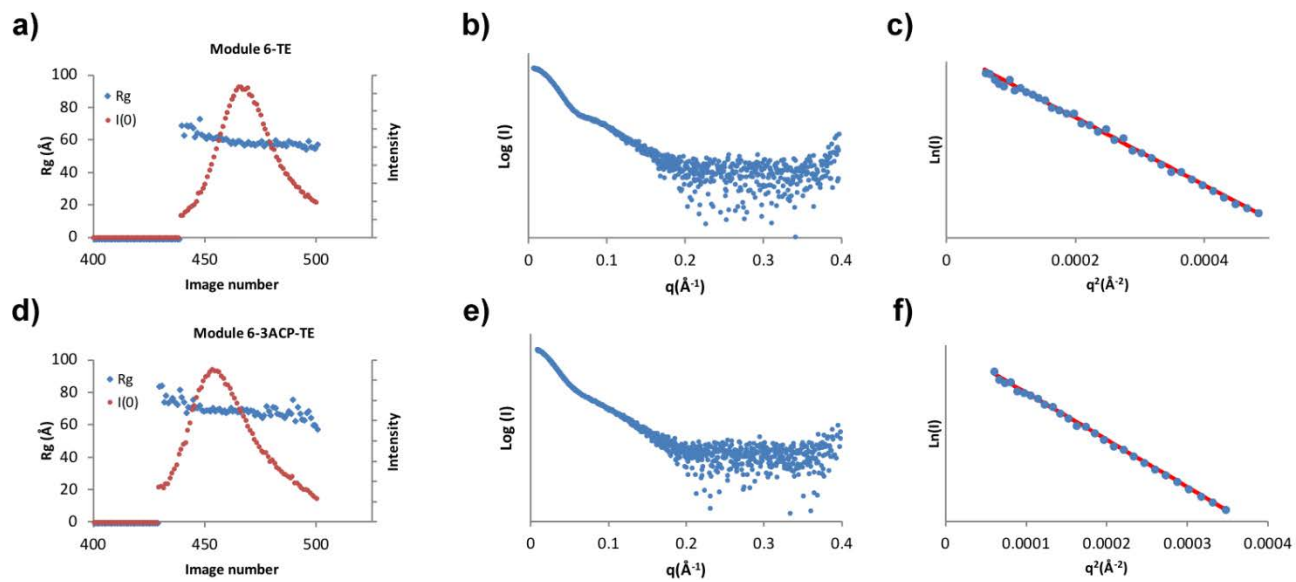 a)
Module 6-TE
100
80
60
40
20
0
Rg (Å)
Rg
I(0)
Intensity
400 450 500
Image number
b)
Log (I)
0 0.1 0.2 0.3 0.4
q(Å⁻¹)
c)
Ln(I)
0.0002 0.0004
q²(Å⁻²)
d)
Module 6-3ACP-TE
100
80
60
40
20
0
Rg (Å)
Rg
I(0)
Intensity
400 450 500
Image number
e)
Log (I)
0 0.1 0.2 0.3 0.4
q(Å⁻¹)
f)
Ln(I)
0 0.0001 0.0002 0.0003 0.0004
q²(Å⁻²)